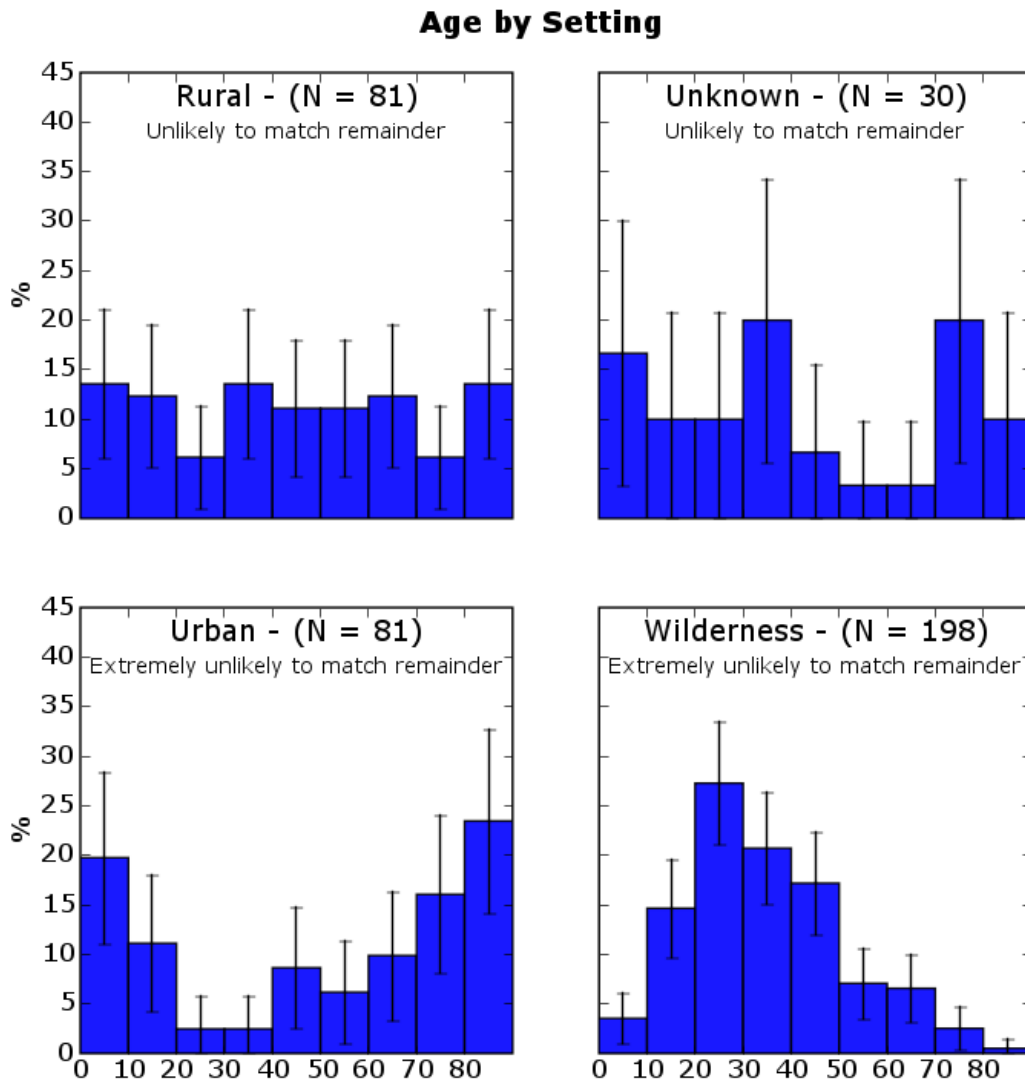 Age by Setting
Rural - (N = 81)
Unlikely to match remainder
Unknown - (N = 30)
Unlikely to match remainder
%
45
40
35
30
25
20
15
10
5
0
Urban - (N = 81)
Extremely unlikely to match remainder
Wilderness - (N = 198)
Extremely unlikely to match remainder
%
45
40
35
30
25
20
15
10
5
0
0 10 20 30 40 50 60 70 80
0 10 20 30 40 50 60 70 80